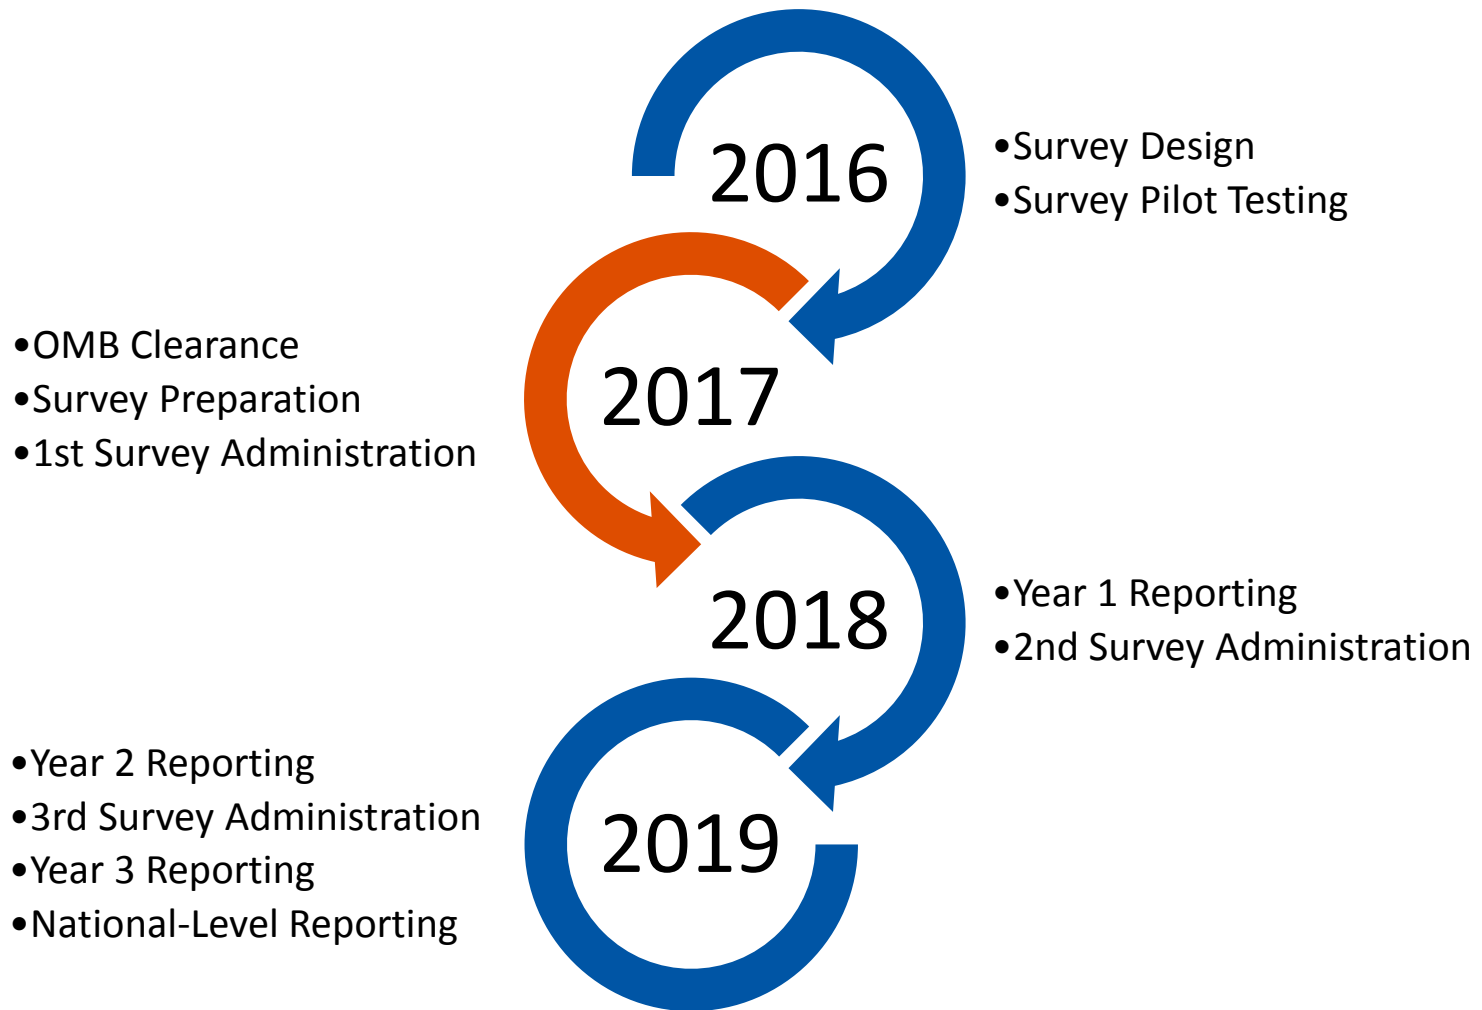 2016
•Survey Design
•Survey Pilot Testing
2017
•OMB Clearance
•Survey Preparation
•1st Survey Administration
2018
•Year 1 Reporting
•2nd Survey Administration
2019
•Year 2 Reporting
•3rd Survey Administration
•Year 3 Reporting
•National-Level Reporting